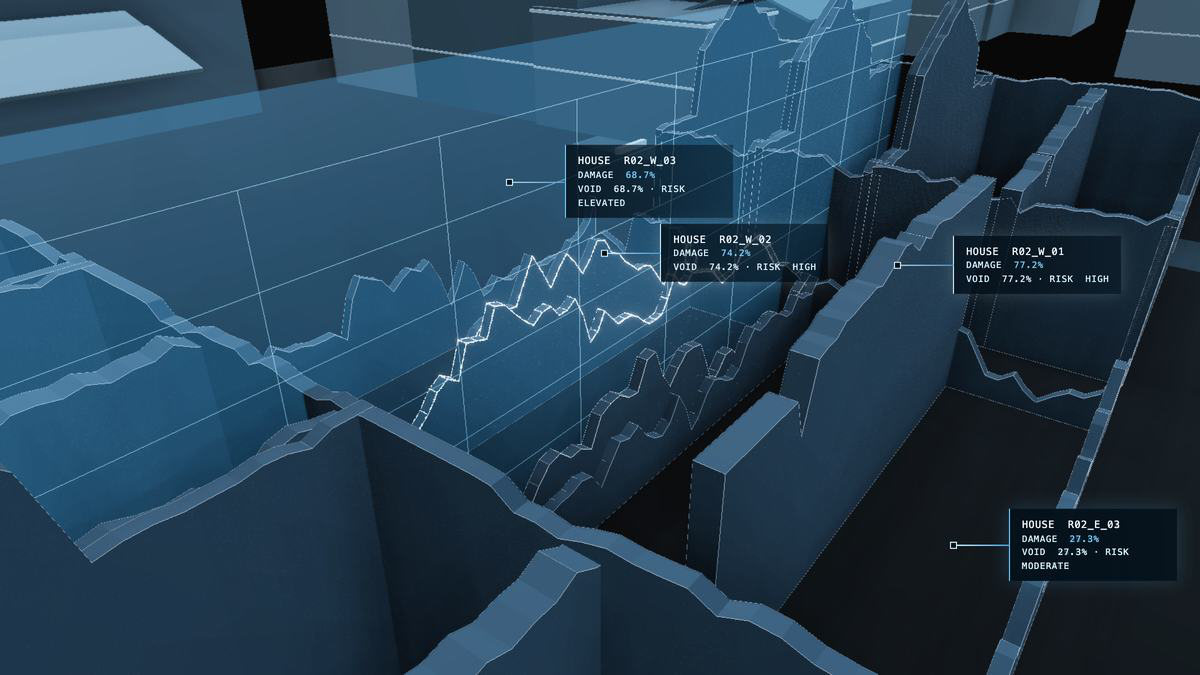 HOUSE R02_W_03
DAMAGE 68.7%
VOID 68.7% · RISK
ELEVATED
HOUSE R02_W_02
DAMAGE 74.2%
VOID 74.2% · RISK HIGH
HOUSE R02_W_01
DAMAGE 77.2%
VOID 77.2% · RISK HIGH
HOUSE R02_E_03
DAMAGE 27.3%
VOID 27.3% · RISK
MODERATE